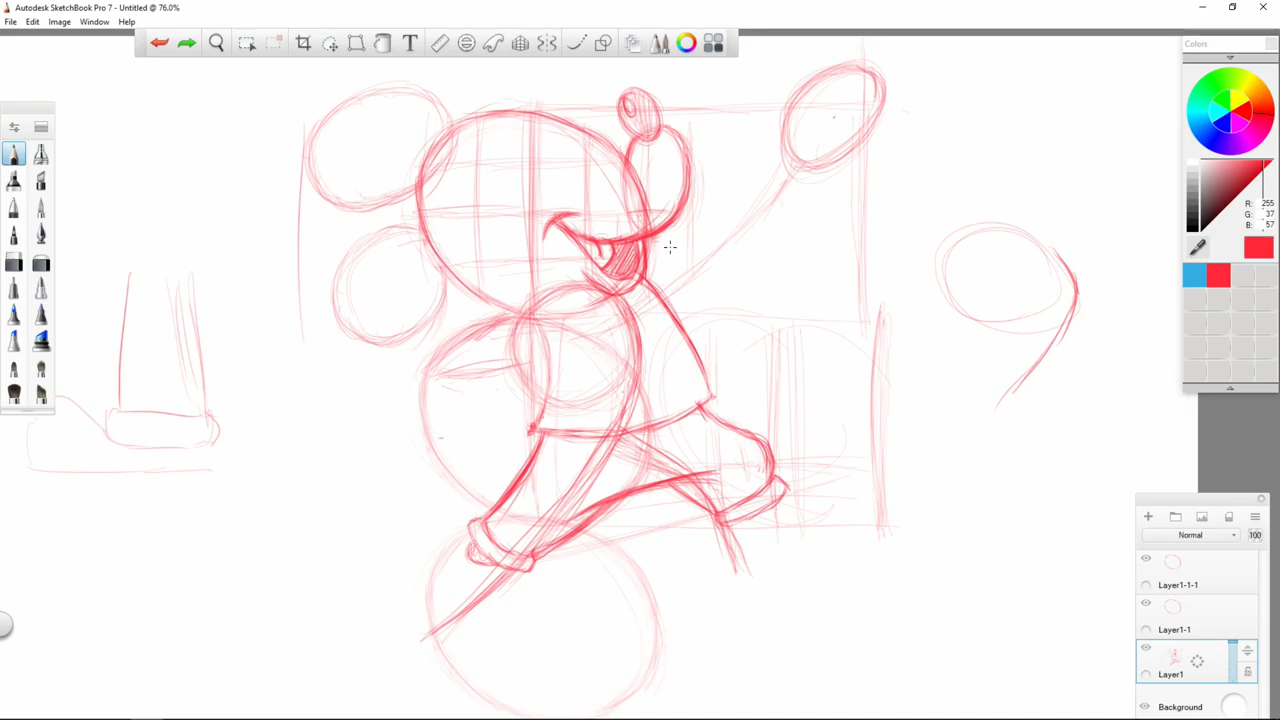 Autodesk SketchBook Pro 7 - Untitled @ 76.0%
File Edit Image Window Help
Colors
R: 255
G: 37
B: 57
Normal 100
Layer1-1-1
Layer1-1
Layer1
Background